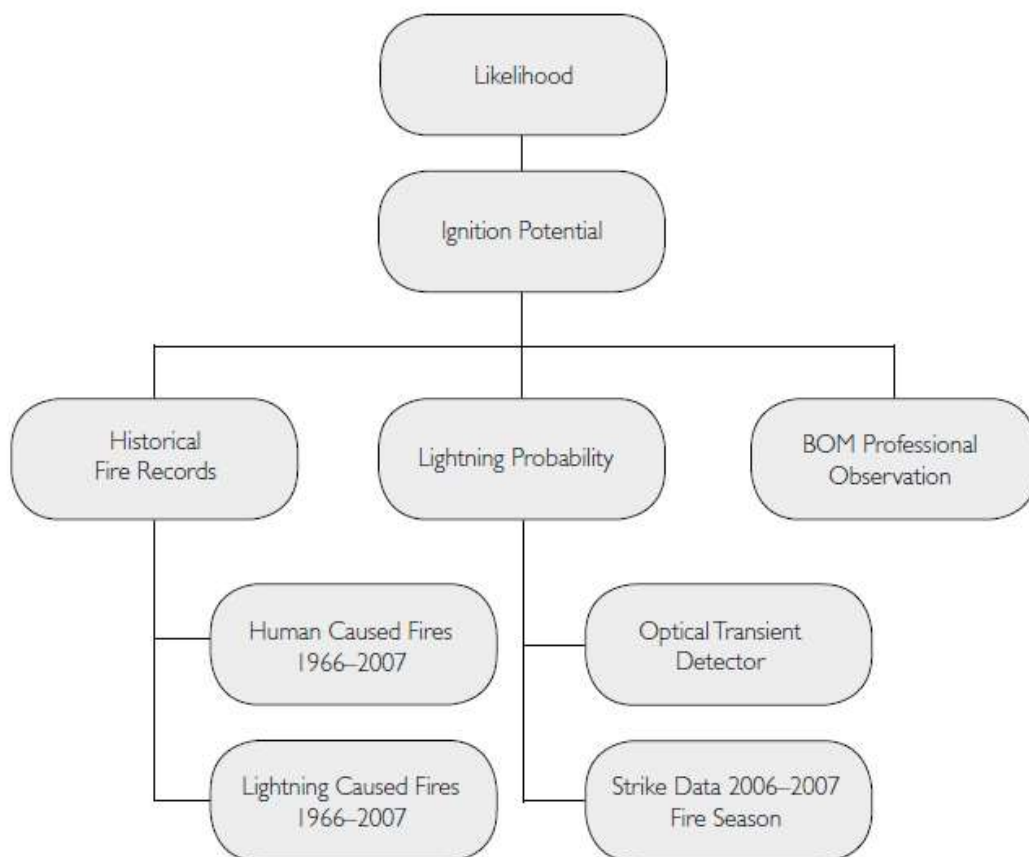 Likelihood
Ignition Potential
Historical
Fire Records
Lightning Probability
BOM Professional
Observation
Human Caused Fires
1966–2007
Optical Transient
Detector
Lightning Caused Fires
1966–2007
Strike Data 2006–2007
Fire Season